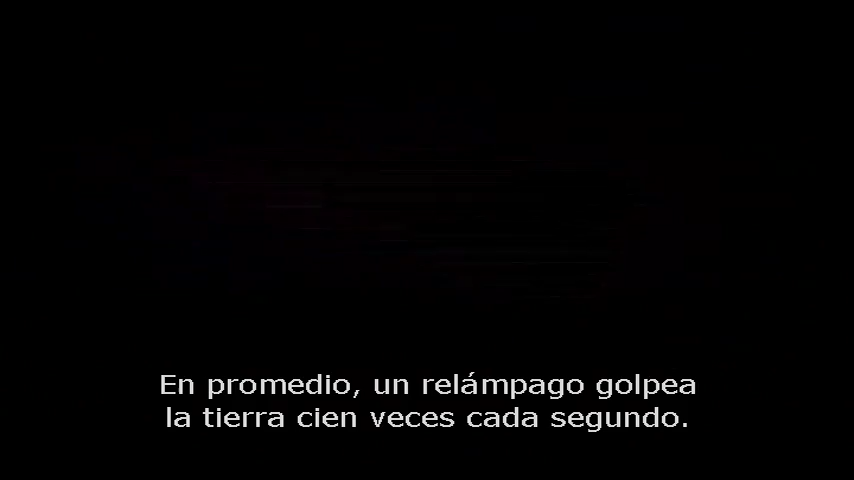 En promedio, un relámpago golpea
la tierra cien veces cada segundo.